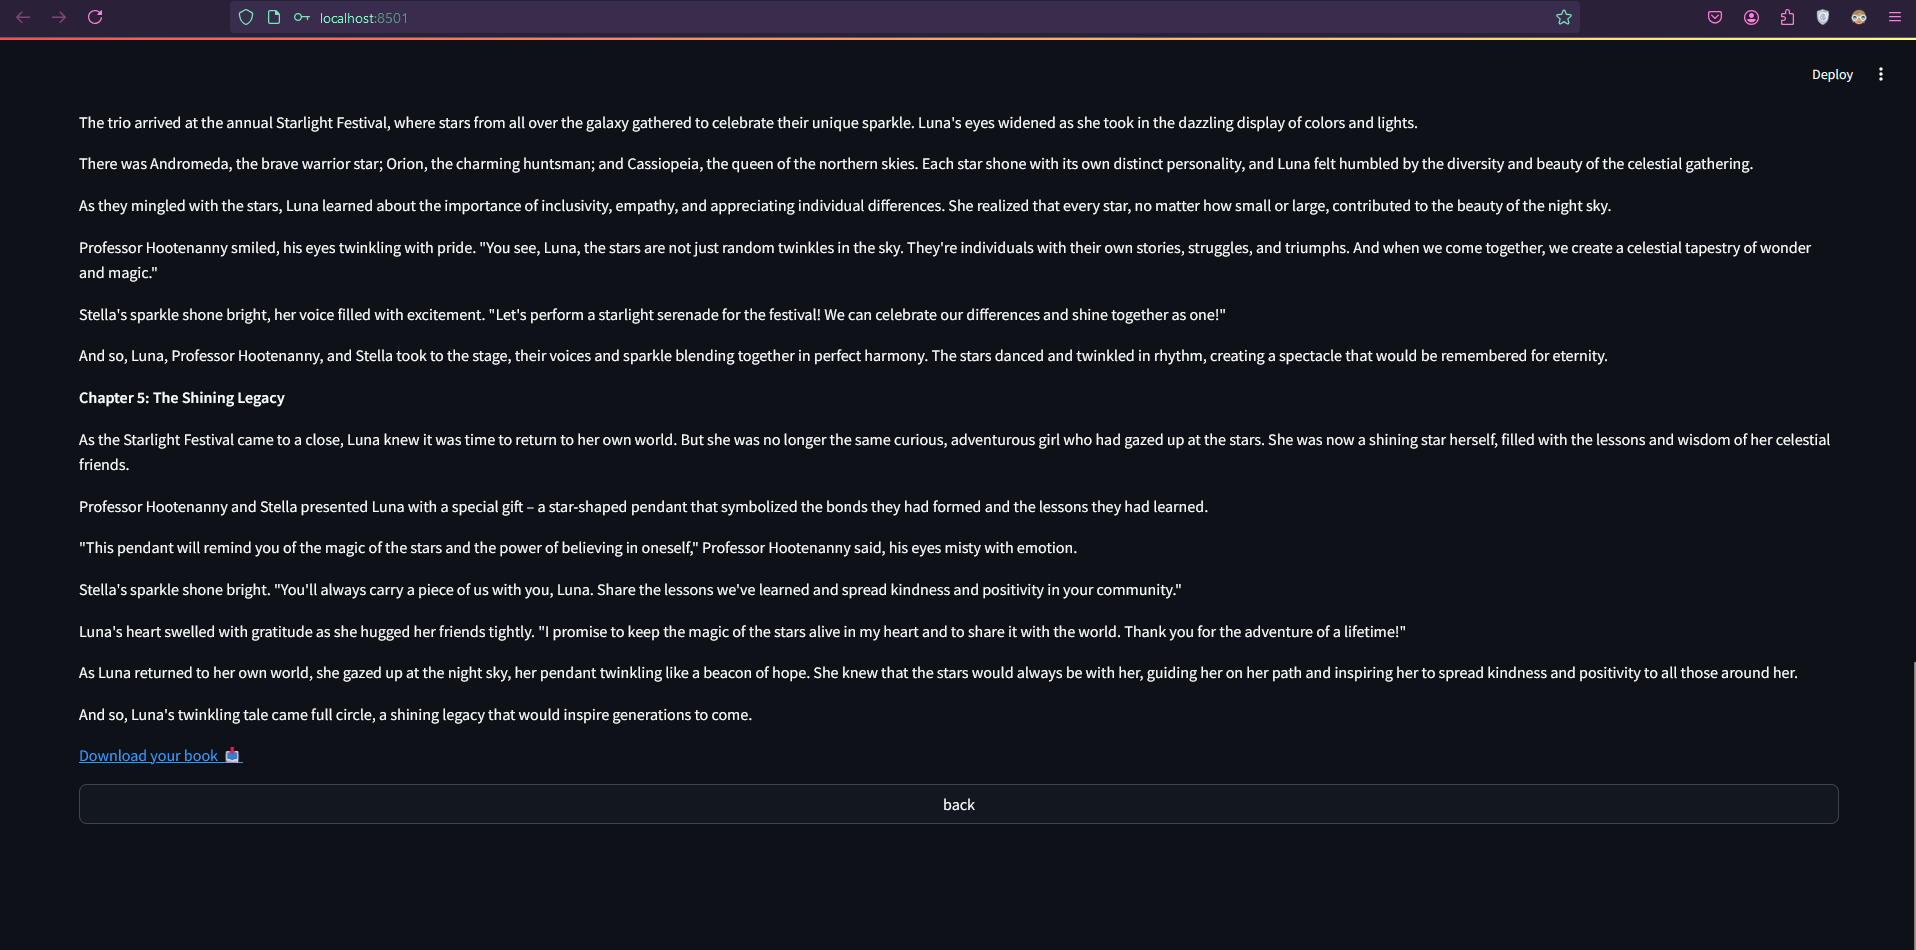 localhost:8501
Deploy
The trio arrived at the annual Starlight Festival, where stars from all over the galaxy gathered to celebrate their unique sparkle. Luna's eyes widened as she took in the dazzling display of colors and lights.
There was Andromeda, the brave warrior star; Orion, the charming huntsman; and Cassiopeia, the queen of the northern skies. Each star shone with its own distinct personality, and Luna felt humbled by the diversity and beauty of the celestial gathering.
As they mingled with the stars, Luna learned about the importance of inclusivity, empathy, and appreciating individual differences. She realized that every star, no matter how small or large, contributed to the beauty of the night sky.
Professor Hootenanny smiled, his eyes twinkling with pride. "You see, Luna, the stars are not just random twinkles in the sky. They're individuals with their own stories, struggles, and triumphs. And when we come together, we create a celestial tapestry of wonder
and magic."
Stella's sparkle shone bright, her voice filled with excitement. "Let's perform a starlight serenade for the festival! We can celebrate our differences and shine together as one!"
And so, Luna, Professor Hootenanny, and Stella took to the stage, their voices and sparkle blending together in perfect harmony. The stars danced and twinkled in rhythm, creating a spectacle that would be remembered for eternity.
Chapter 5: The Shining Legacy
As the Starlight Festival came to a close, Luna knew it was time to return to her own world. But she was no longer the same curious, adventurous girl who had gazed up at the stars. She was now a shining star herself, filled with the lessons and wisdom of her celestial
friends.
Professor Hootenanny and Stella presented Luna with a special gift – a star-shaped pendant that symbolized the bonds they had formed and the lessons they had learned.
"This pendant will remind you of the magic of the stars and the power of believing in oneself," Professor Hootenanny said, his eyes misty with emotion.
Stella's sparkle shone bright. "You'll always carry a piece of us with you, Luna. Share the lessons we've learned and spread kindness and positivity in your community."
Luna's heart swelled with gratitude as she hugged her friends tightly. "I promise to keep the magic of the stars alive in my heart and to share it with the world. Thank you for the adventure of a lifetime!"
As Luna returned to her own world, she gazed up at the night sky, her pendant twinkling like a beacon of hope. She knew that the stars would always be with her, guiding her on her path and inspiring her to spread kindness and positivity to all those around her.
And so, Luna's twinkling tale came full circle, a shining legacy that would inspire generations to come.
Download your book 📥
back